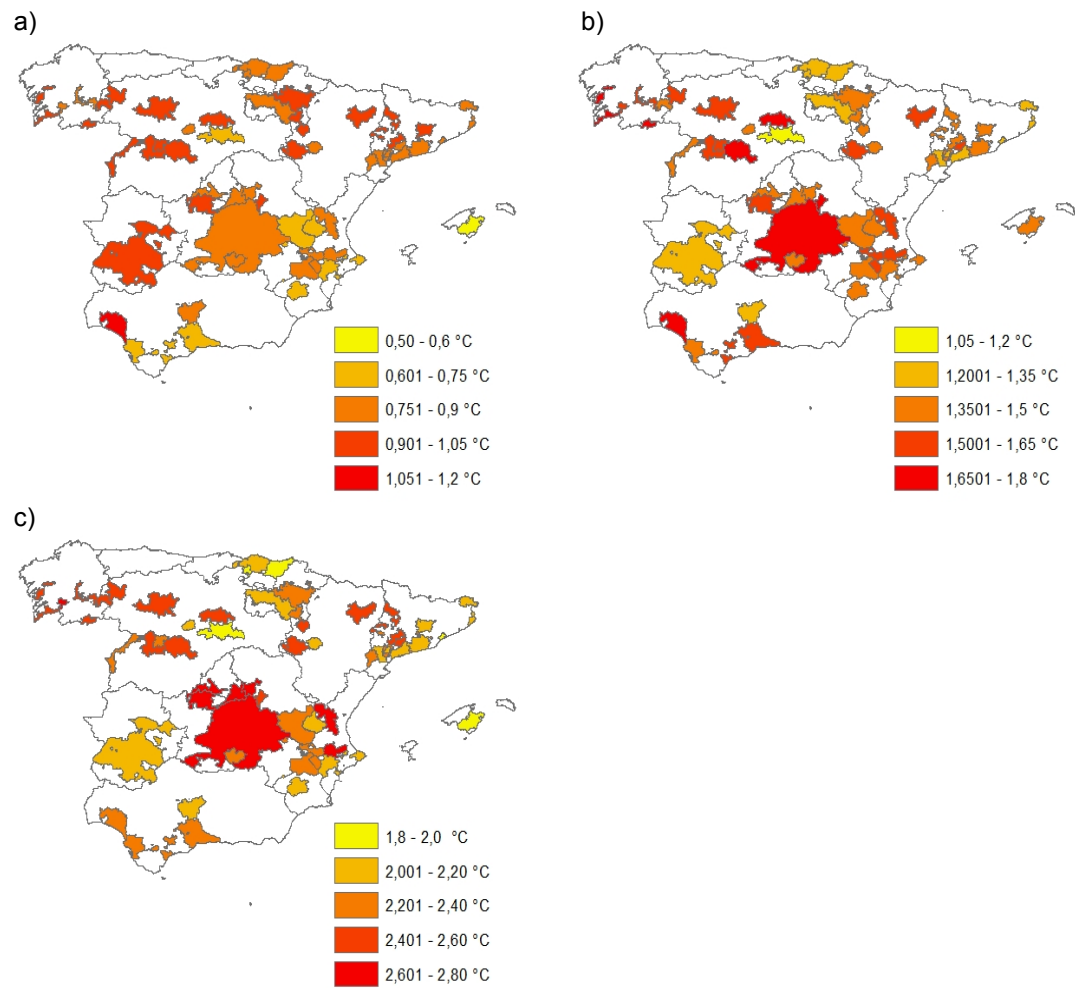 a)
0,50 - 0,6 °C
0,601 - 0,75 °C
0,751 - 0,9 °C
0,901 - 1,05 °C
1,051 - 1,2 °C
b)
1,05 - 1,2 °C
1,2001 - 1,35 °C
1,3501 - 1,5 °C
1,5001 - 1,65 °C
1,6501 - 1,8 °C
c)
1,8 - 2,0 °C
2,001 - 2,20 °C
2,201 - 2,40 °C
2,401 - 2,60 °C
2,601 - 2,80 °C